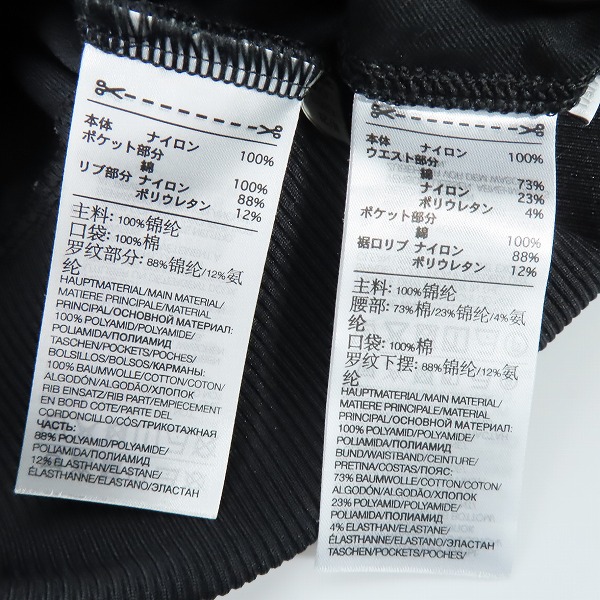 本体 ナイロン 100%
ポケット部分
綿 100%
リブ部分 ナイロン 88%
ポリウレタン 12%
主料: 100%锦纶
口袋: 100%棉
罗纹部分: 88%锦纶/12%氨
纶
HAUPTMATERIAL/MAIN MATERIAL/
MATIERE PRINCIPALE/MATERIAL
PRINCIPAL/ОСНОВНОЙ МАТЕРИАЛ:
100% POLYAMID/POLYAMIDE/
POLIAMIDA/ПОЛИАМИД
TASCHEN/POCKETS/POCHES/
BOLSILLOS/BOLSOS/КАРМАНЫ:
100% BAUMWOLLE/COTTON/COTON/
ALGODÓN/ALGODÃO/ХЛОПОК
RIB EINSATZ/RIB PART/EMPIECEMENT
EN BORD COTE/PARTE DEL
CORDONCILLO/CÓS/ТРИКОТАЖНАЯ
ЧАСТЬ:
88% POLYAMID/POLYAMIDE/
POLIAMIDA/ПОЛИАМИД
12% ELASTHAN/ELASTANE/
ÉLASTHANNE/ELASTANO/ЭЛАСТАН
本体 ナイロン 100%
ウエスト部分
綿 73%
ナイロン 23%
ポリウレタン 4%
ポケット部分
綿 100%
裾口リブ ナイロン 88%
ポリウレタン 12%
主料: 100%锦纶
腰部: 73%棉/23%锦纶/4%氨
纶
口袋: 100%棉
罗纹下摆: 88%锦纶/12%氨
纶
HAUPTMATERIAL/MAIN MATERIAL/
MATIERE PRINCIPALE/MATERIAL
PRINCIPAL/ОСНОВНОЙ МАТЕРИАЛ:
100% POLYAMID/POLYAMIDE/
POLIAMIDA/ПОЛИАМИД
BUND/WAISTBAND/CEINTURE/
PRETINA/COSTAS/ПОЯС:
73% BAUMWOLLE/COTTON/COTON/
ALGODÓN/ALGODÃO/ХЛОПОК
23% POLYAMID/POLYAMIDE/
POLIAMIDA/ПОЛИАМИД
4% ELASTHAN/ELASTANE/
ÉLASTHANNE/ELASTANO/ЭЛАСТАН
TASCHEN/POCKETS/POCHES/